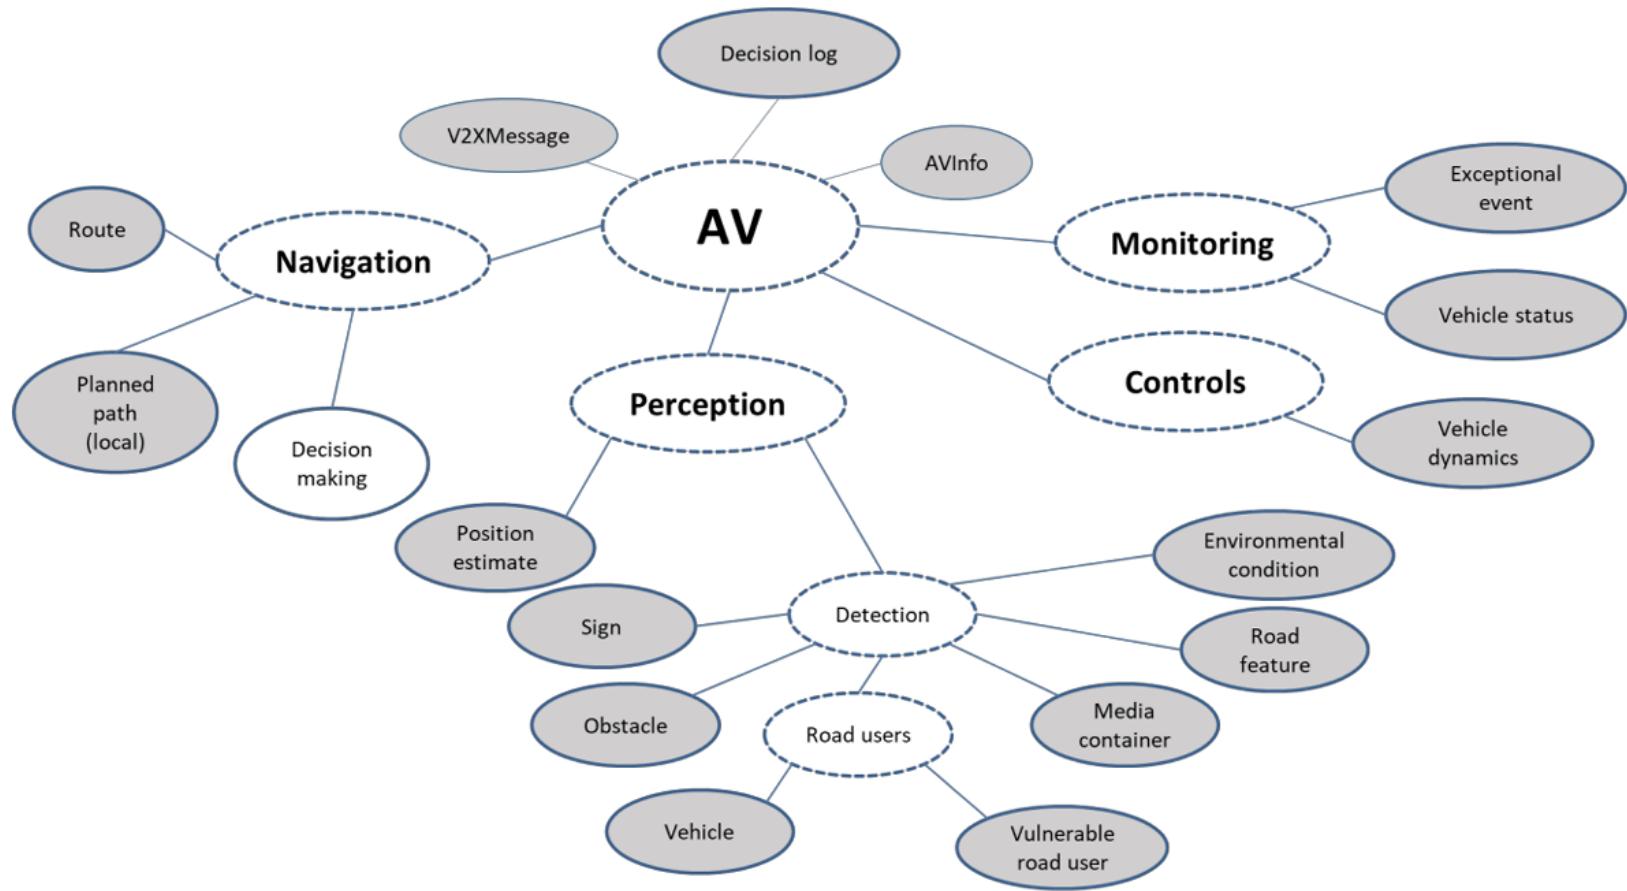 Decision log
V2XMessage
AVInfo
AV
Exceptional
event
Route
Navigation
Monitoring
Vehicle status
Planned
path
(local)
Perception
Controls
Decision
making
Vehicle
dynamics
Position
estimate
Environmental
condition
Sign
Detection
Road
feature
Obstacle
Road users
Media
container
Vehicle
Vulnerable
road user